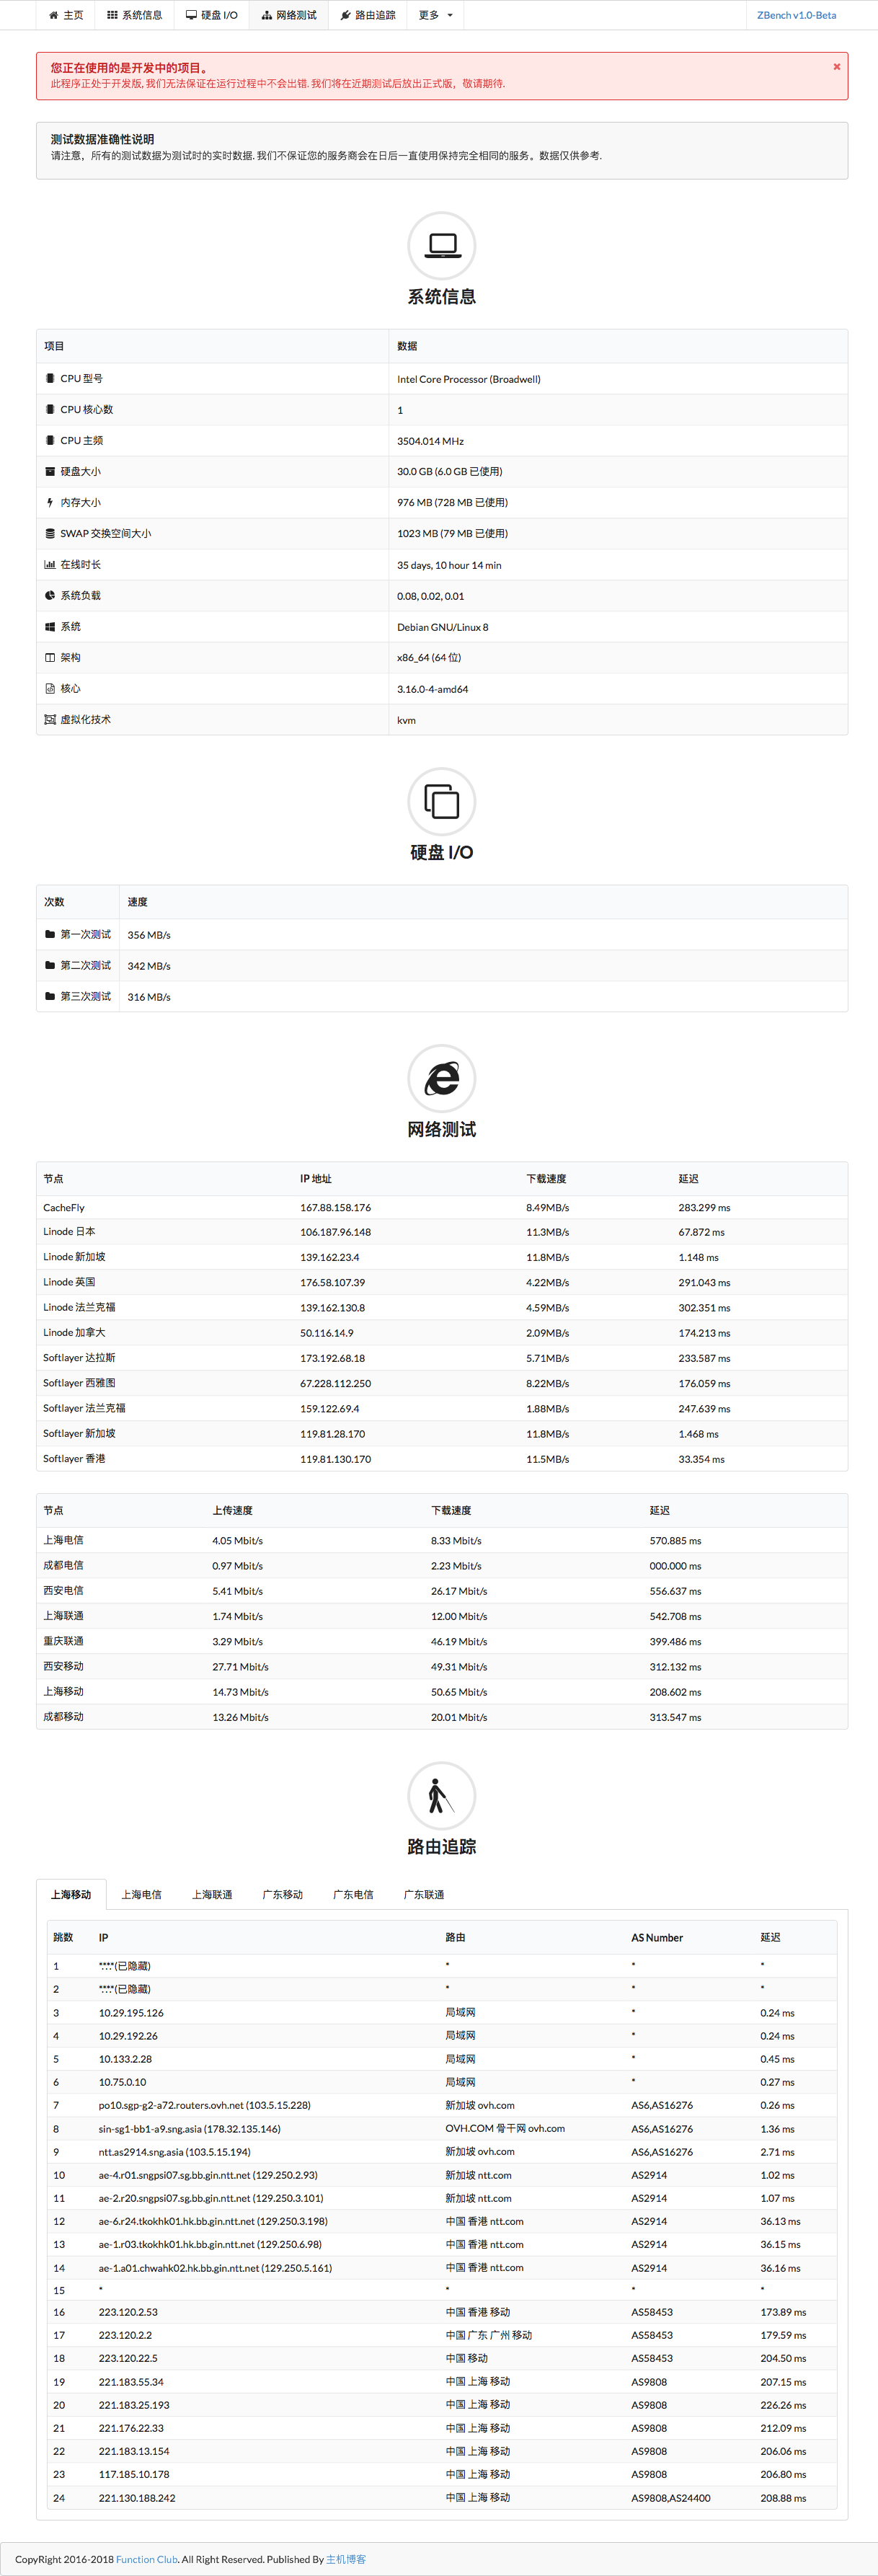 主页 系统信息 硬盘 I/O 网络测试 路由追踪 更多 ZBench v1.0-Beta
您正在使用的是开发中的项目。
此程序正处于开发版, 我们无法保证在运行过程中不会出错. 我们将在近期测试后放出正式版，敬请期待.
测试数据准确性说明
请注意，所有的测试数据为测试时的实时数据. 我们不保证您的服务商会在日后一直使用保持完全相同的服务。数据仅供参考.
系统信息
项目 数据
CPU 型号 Intel Core Processor (Broadwell)
CPU 核心数 1
CPU 主频 3504.014 MHz
硬盘大小 30.0 GB (6.0 GB 已使用)
内存大小 976 MB (728 MB 已使用)
SWAP 交换空间大小 1023 MB (79 MB 已使用)
在线时长 35 days, 10 hour 14 min
系统负载 0.08, 0.02, 0.01
系统 Debian GNU/Linux 8
架构 x86_64 (64 位)
核心 3.16.0-4-amd64
虚拟化技术 kvm
硬盘 I/O
次数 速度
第一次测试 356 MB/s
第二次测试 342 MB/s
第三次测试 316 MB/s
网络测试
节点 IP 地址 下载速度 延迟
CacheFly 167.88.158.176 8.49MB/s 283.299 ms
Linode 日本 106.187.96.148 11.3MB/s 67.872 ms
Linode 新加坡 139.162.23.4 11.8MB/s 1.148 ms
Linode 英国 176.58.107.39 4.22MB/s 291.043 ms
Linode 法兰克福 139.162.130.8 4.59MB/s 302.351 ms
Linode 加拿大 50.116.14.9 2.09MB/s 174.213 ms
Softlayer 达拉斯 173.192.68.18 5.71MB/s 233.587 ms
Softlayer 西雅图 67.228.112.250 8.22MB/s 176.059 ms
Softlayer 法兰克福 159.122.69.4 1.88MB/s 247.639 ms
Softlayer 新加坡 119.81.28.170 11.8MB/s 1.468 ms
Softlayer 香港 119.81.130.170 11.5MB/s 33.354 ms
节点 上传速度 下载速度 延迟
上海电信 4.05 Mbit/s 8.33 Mbit/s 570.885 ms
成都电信 0.97 Mbit/s 2.23 Mbit/s 000.000 ms
西安电信 5.41 Mbit/s 26.17 Mbit/s 556.637 ms
上海联通 1.74 Mbit/s 12.00 Mbit/s 542.708 ms
重庆联通 3.29 Mbit/s 46.19 Mbit/s 399.486 ms
西安移动 27.71 Mbit/s 49.31 Mbit/s 312.132 ms
上海移动 14.73 Mbit/s 50.65 Mbit/s 208.602 ms
成都移动 13.26 Mbit/s 20.01 Mbit/s 313.547 ms
路由追踪
上海移动 上海电信 上海联通 广东移动 广东电信 广东联通
跳数 IP 路由 AS Number 延迟
1 *.*.*.*(已隐藏) * * *
2 *.*.*.*(已隐藏) * * *
3 10.29.195.126 局域网 * 0.24 ms
4 10.29.192.26 局域网 * 0.24 ms
5 10.133.2.28 局域网 * 0.45 ms
6 10.75.0.10 局域网 * 0.27 ms
7 po10.sgp-g2-a72.routers.ovh.net (103.5.15.228) 新加坡 ovh.com AS6,AS16276 0.26 ms
8 sin-sg1-bb1-a9.sng.asia (178.32.135.146) OVH.COM 骨干网 ovh.com AS6,AS16276 1.36 ms
9 ntt.as2914.sng.asia (103.5.15.194) 新加坡 ovh.com AS6,AS16276 2.71 ms
10 ae-4.r01.sngpsi07.sg.bb.gin.ntt.net (129.250.2.93) 新加坡 ntt.com AS2914 1.02 ms
11 ae-2.r20.sngpsi07.sg.bb.gin.ntt.net (129.250.3.101) 新加坡 ntt.com AS2914 1.07 ms
12 ae-6.r24.tkokhk01.hk.bb.gin.ntt.net (129.250.3.198) 中国 香港 ntt.com AS2914 36.13 ms
13 ae-1.r03.tkokhk01.hk.bb.gin.ntt.net (129.250.6.98) 中国 香港 ntt.com AS2914 36.15 ms
14 ae-1.a01.chwahk02.hk.bb.gin.ntt.net (129.250.5.161) 中国 香港 ntt.com AS2914 36.16 ms
15 * * * *
16 223.120.2.53 中国 香港 移动 AS58453 173.89 ms
17 223.120.2.2 中国 广东 广州 移动 AS58453 179.59 ms
18 223.120.22.5 中国 移动 AS58453 204.50 ms
19 221.183.55.34 中国 上海 移动 AS9808 207.15 ms
20 221.183.25.193 中国 上海 移动 AS9808 226.26 ms
21 221.176.22.33 中国 上海 移动 AS9808 212.09 ms
22 221.183.13.154 中国 上海 移动 AS9808 206.06 ms
23 117.185.10.178 中国 上海 移动 AS9808 206.80 ms
24 221.130.188.242 中国 上海 移动 AS9808,AS24400 208.88 ms
CopyRight 2016-2018 Function Club. All Right Reserved. Published By 主机博客